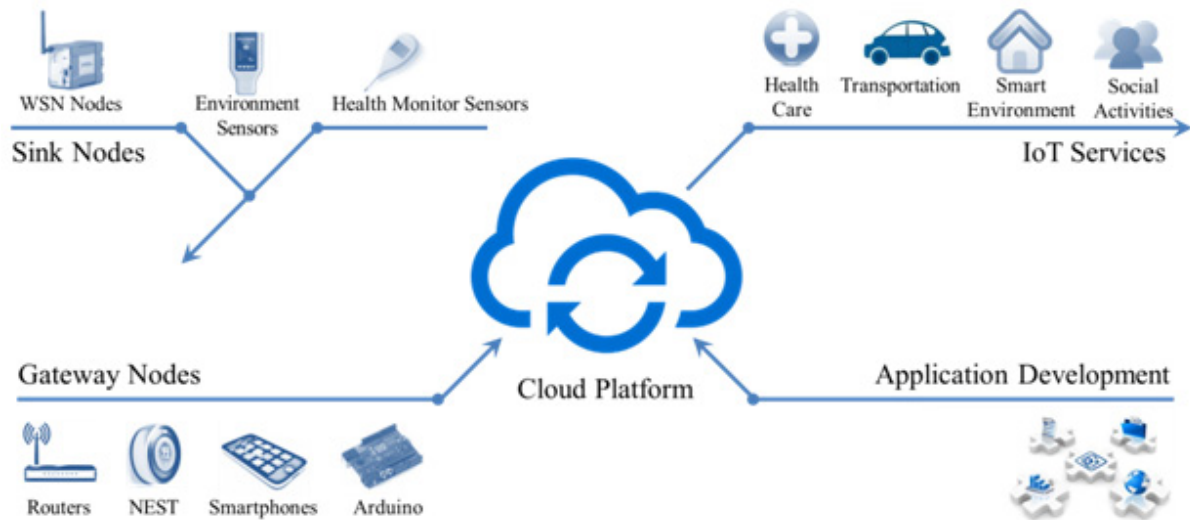 WSN Nodes
Environment
Sensors
Health Monitor Sensors
Sink Nodes
Health
Care
Transportation
Smart
Environment
Social
Activities
IoT Services
Cloud Platform
Gateway Nodes
Routers
NEST
Smartphones
Arduino
Application Development